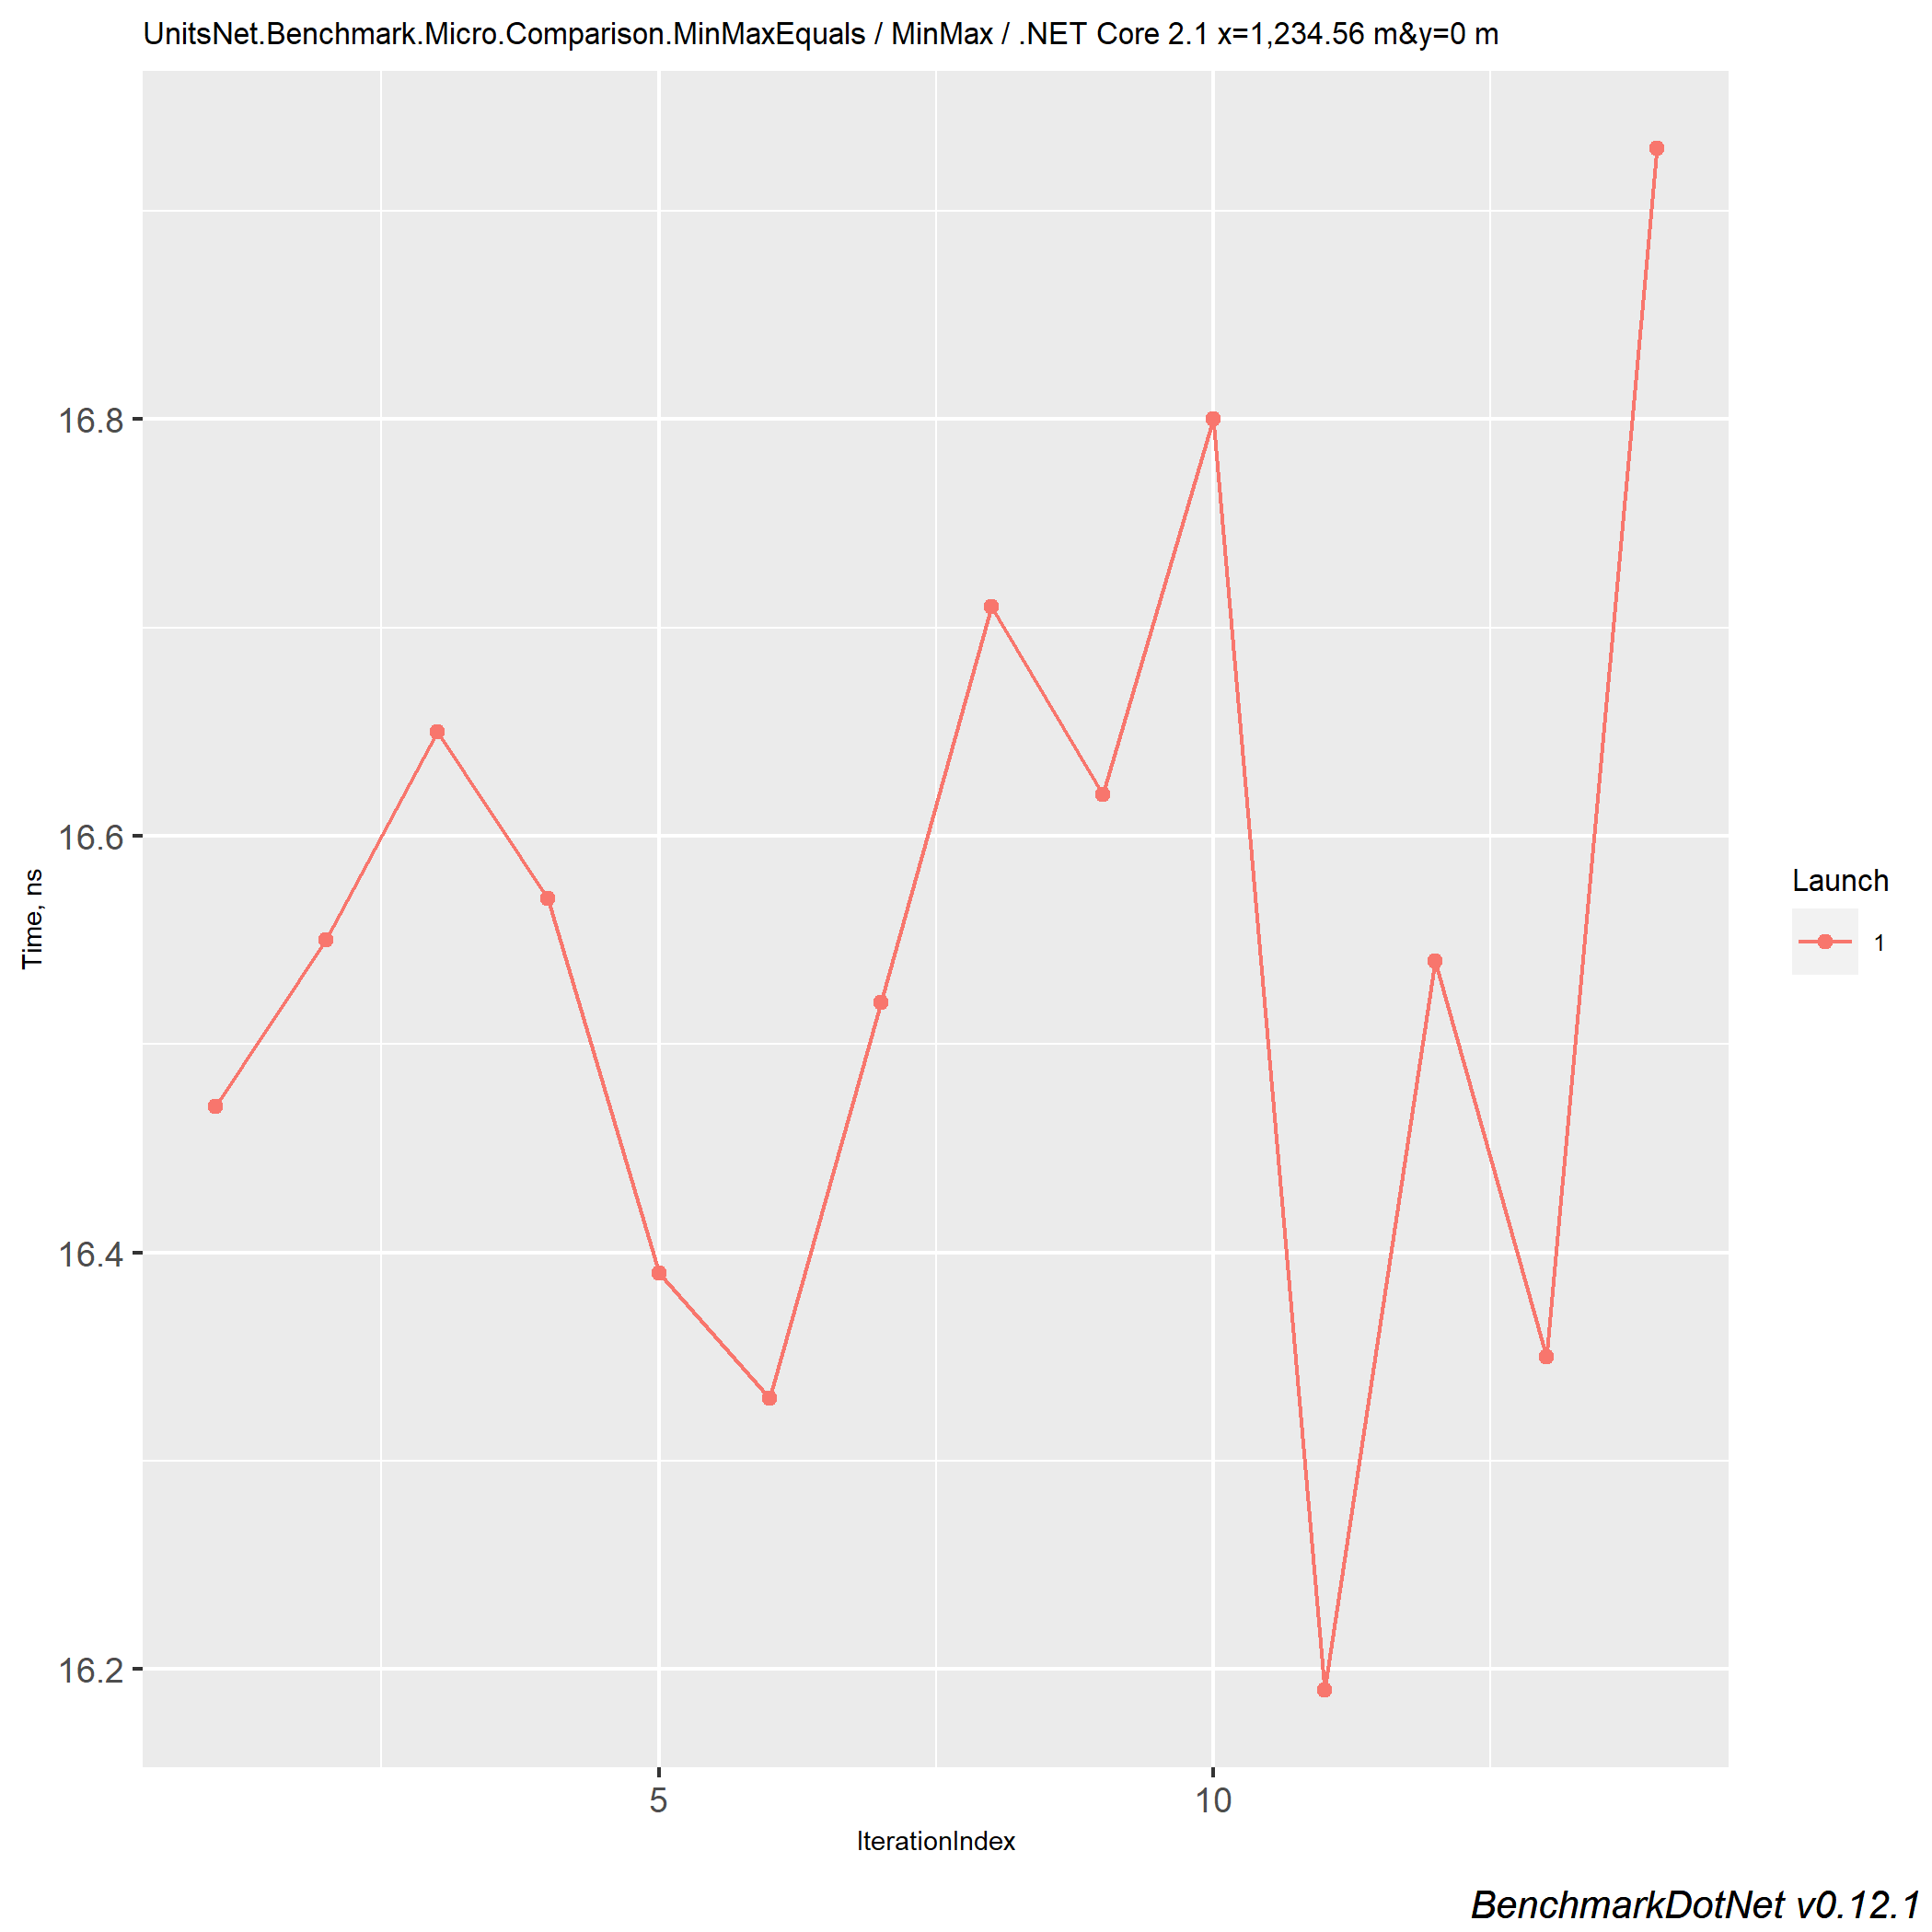 UnitsNet.Benchmark.Micro.Comparison.MinMaxEquals / MinMax / .NET Core 2.1 x=1,234.56 m&y=0 m
16.8
16.6
16.4
16.2
Time, ns
5 10
IterationIndex
Launch
1
BenchmarkDotNet v0.12.1